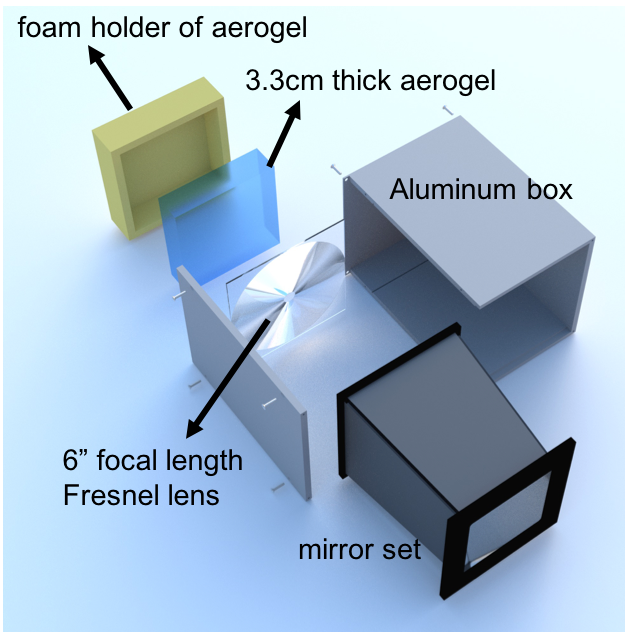 foam holder of aerogel
3.3cm thick aerogel
Aluminum box
6” focal length
Fresnel lens
mirror set